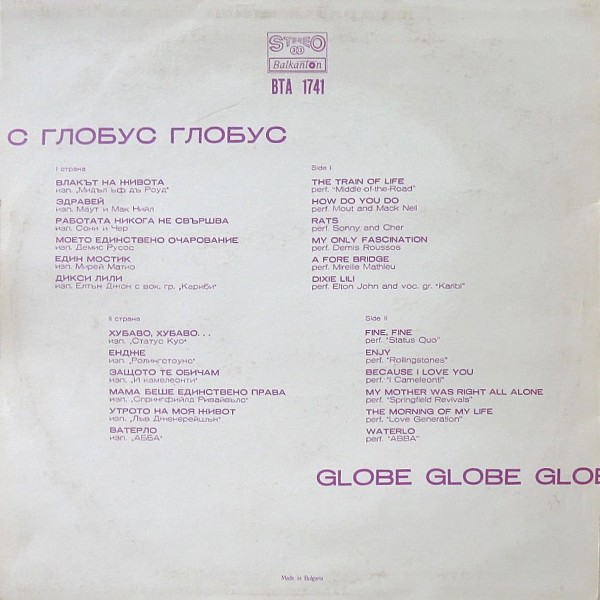 STEREO
33
Balkanton
BTA 1741
С ГЛОБУС ГЛОБУС
I страна
ВЛАКЪТ НА ЖИВОТА
изп. „Мидъл ъф дъ Роуд“
ЗДРАВЕЙ
изп. Маут и Мак Нийл
РАБОТАТА НИКОГА НЕ СВЪРШВА
изп. Сони и Чер
МОЕТО ЕДИНСТВЕНО ОЧАРОВАНИЕ
изп. Демис Русос
ЕДИН МОСТИК
изп. Мирей Матио
ДИКСИ ЛИЛИ
изп. Елтън Джон с вок. гр. „Кариби“
Side I
THE TRAIN OF LIFE
perf. "Middle-of-the-Road"
HOW DO YOU DO
perf. Mout and Mack Neil
RATS
perf. Sonny and Cher
MY ONLY FASCINATION
perf. Demis Roussos
A FORE BRIDGE
perf. Mireille Mathieu
DIXIE LILI
perf. Elton John and voc. gr. "Karibi"
II страна
ХУБАВО, ХУБАВО. . .
изп. „Статус Куо“
ЕНДЖЕ
изп. „Ролингстоунс“
ЗАЩОТО ТЕ ОБИЧАМ
изп. „И камелеонти“
МАМА БЕШЕ ЕДИНСТВЕНО ПРАВА
изп. „Спрингфийлд Ривайвълс“
УТРОТО НА МОЯ ЖИВОТ
изп. „Лъв Дженерейшън“
ВАТЕРЛО
изп. „АББА“
Side II
FINE, FINE
perf. "Status Quo"
ENJY
perf. "Rollingstones"
BECAUSE I LOVE YOU
perf. "I Cameleonti"
MY MOTHER WAS RIGHT ALL ALONE
perf. "Springfield Revivals"
THE MORNING OF MY LIFE
perf. "Love Generation"
WATERLO
perf. "ABBA"
GLOBE GLOBE GLOB
Made in Bulgaria